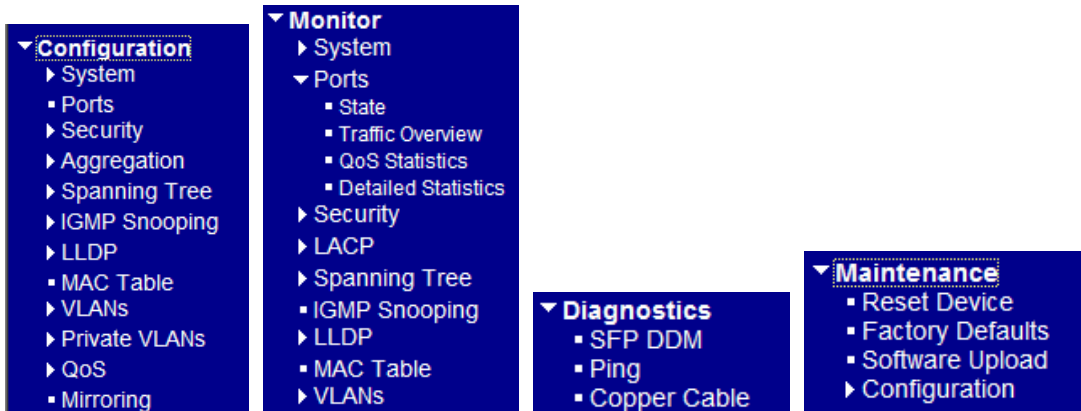 Configuration
System
Ports
Security
Aggregation
Spanning Tree
IGMP Snooping
LLDP
MAC Table
VLANs
Private VLANs
QoS
Mirroring
Monitor
System
Ports
State
Traffic Overview
QoS Statistics
Detailed Statistics
Security
LACP
Spanning Tree
IGMP Snooping
LLDP
MAC Table
VLANs
Diagnostics
SFP DDM
Ping
Copper Cable
Maintenance
Reset Device
Factory Defaults
Software Upload
Configuration